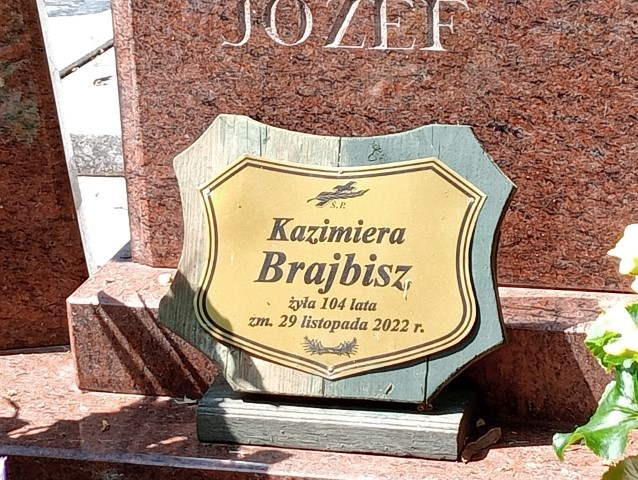 JÓZEF
Ś.P.
Kazimiera
Brajbisz
żyła 104 lata
zm. 29 listopada 2022 r.